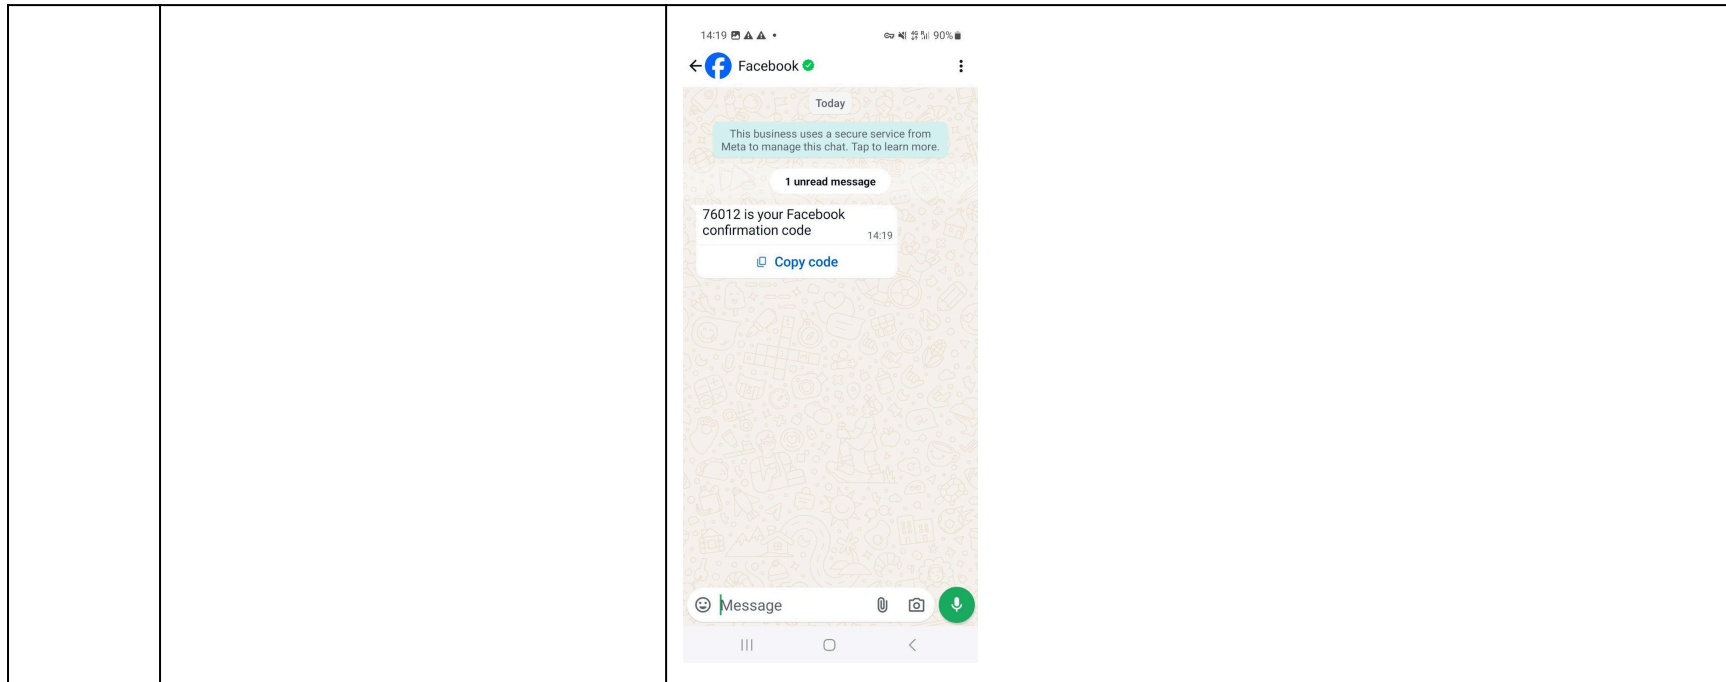 14:19
90%
Facebook
Today
This business uses a secure service from
Meta to manage this chat. Tap to learn more.
1 unread message
76012 is your Facebook
confirmation code
14:19
Copy code
Message